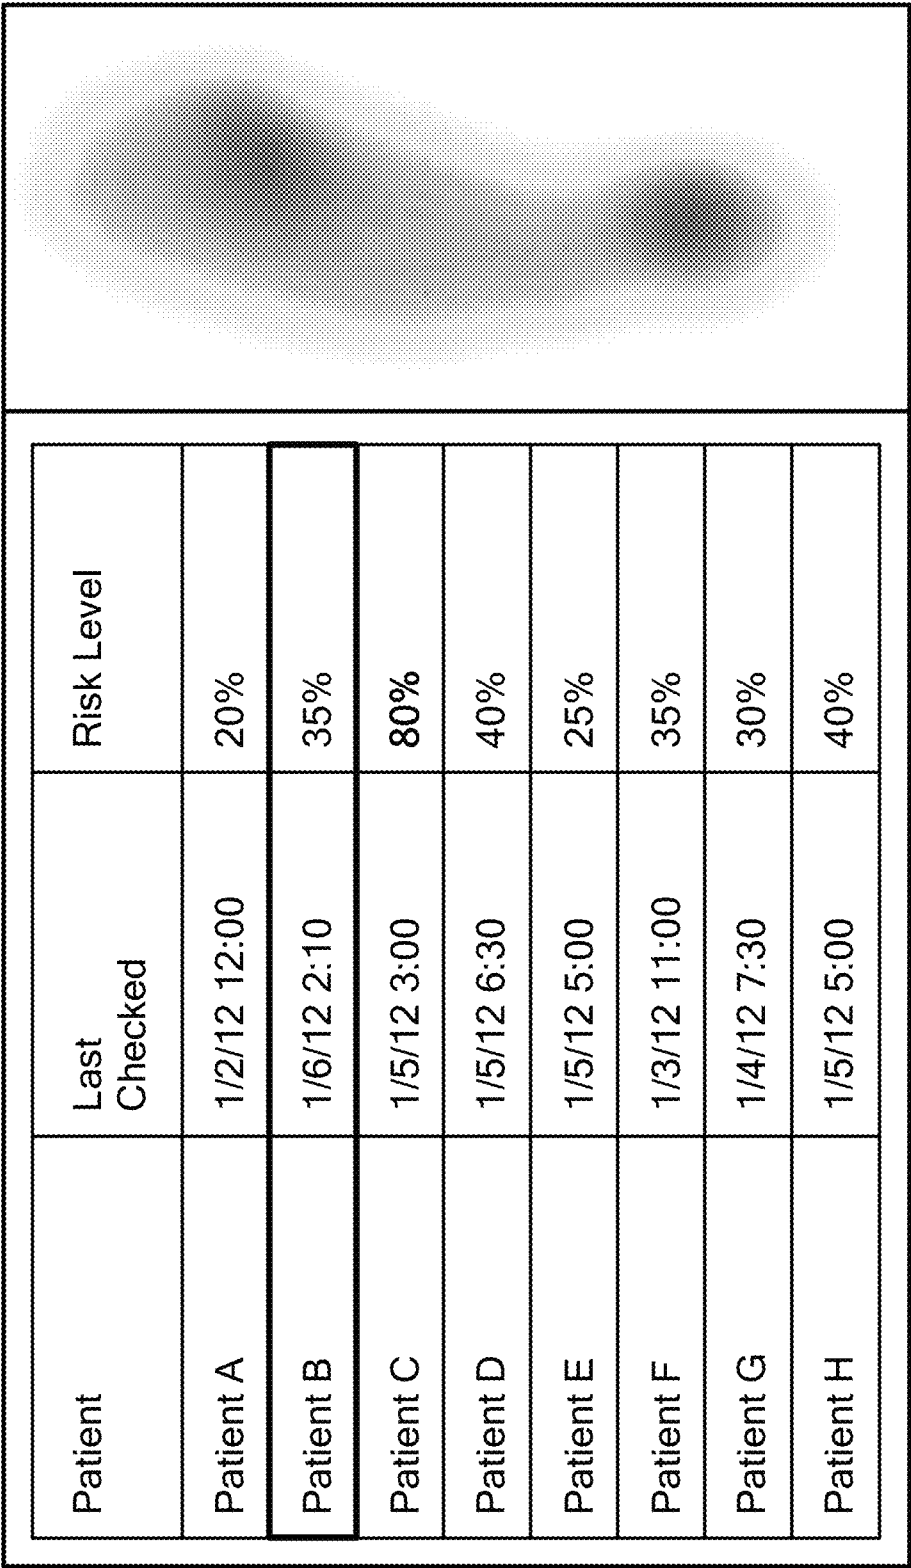 Patient Last Checked Risk Level
Patient A 1/2/12 12:00 20%
Patient B 1/6/12 2:10 35%
Patient C 1/5/12 3:00 80%
Patient D 1/5/12 6:30 40%
Patient E 1/5/12 5:00 25%
Patient F 1/3/12 11:00 35%
Patient G 1/4/12 7:30 30%
Patient H 1/5/12 5:00 40%